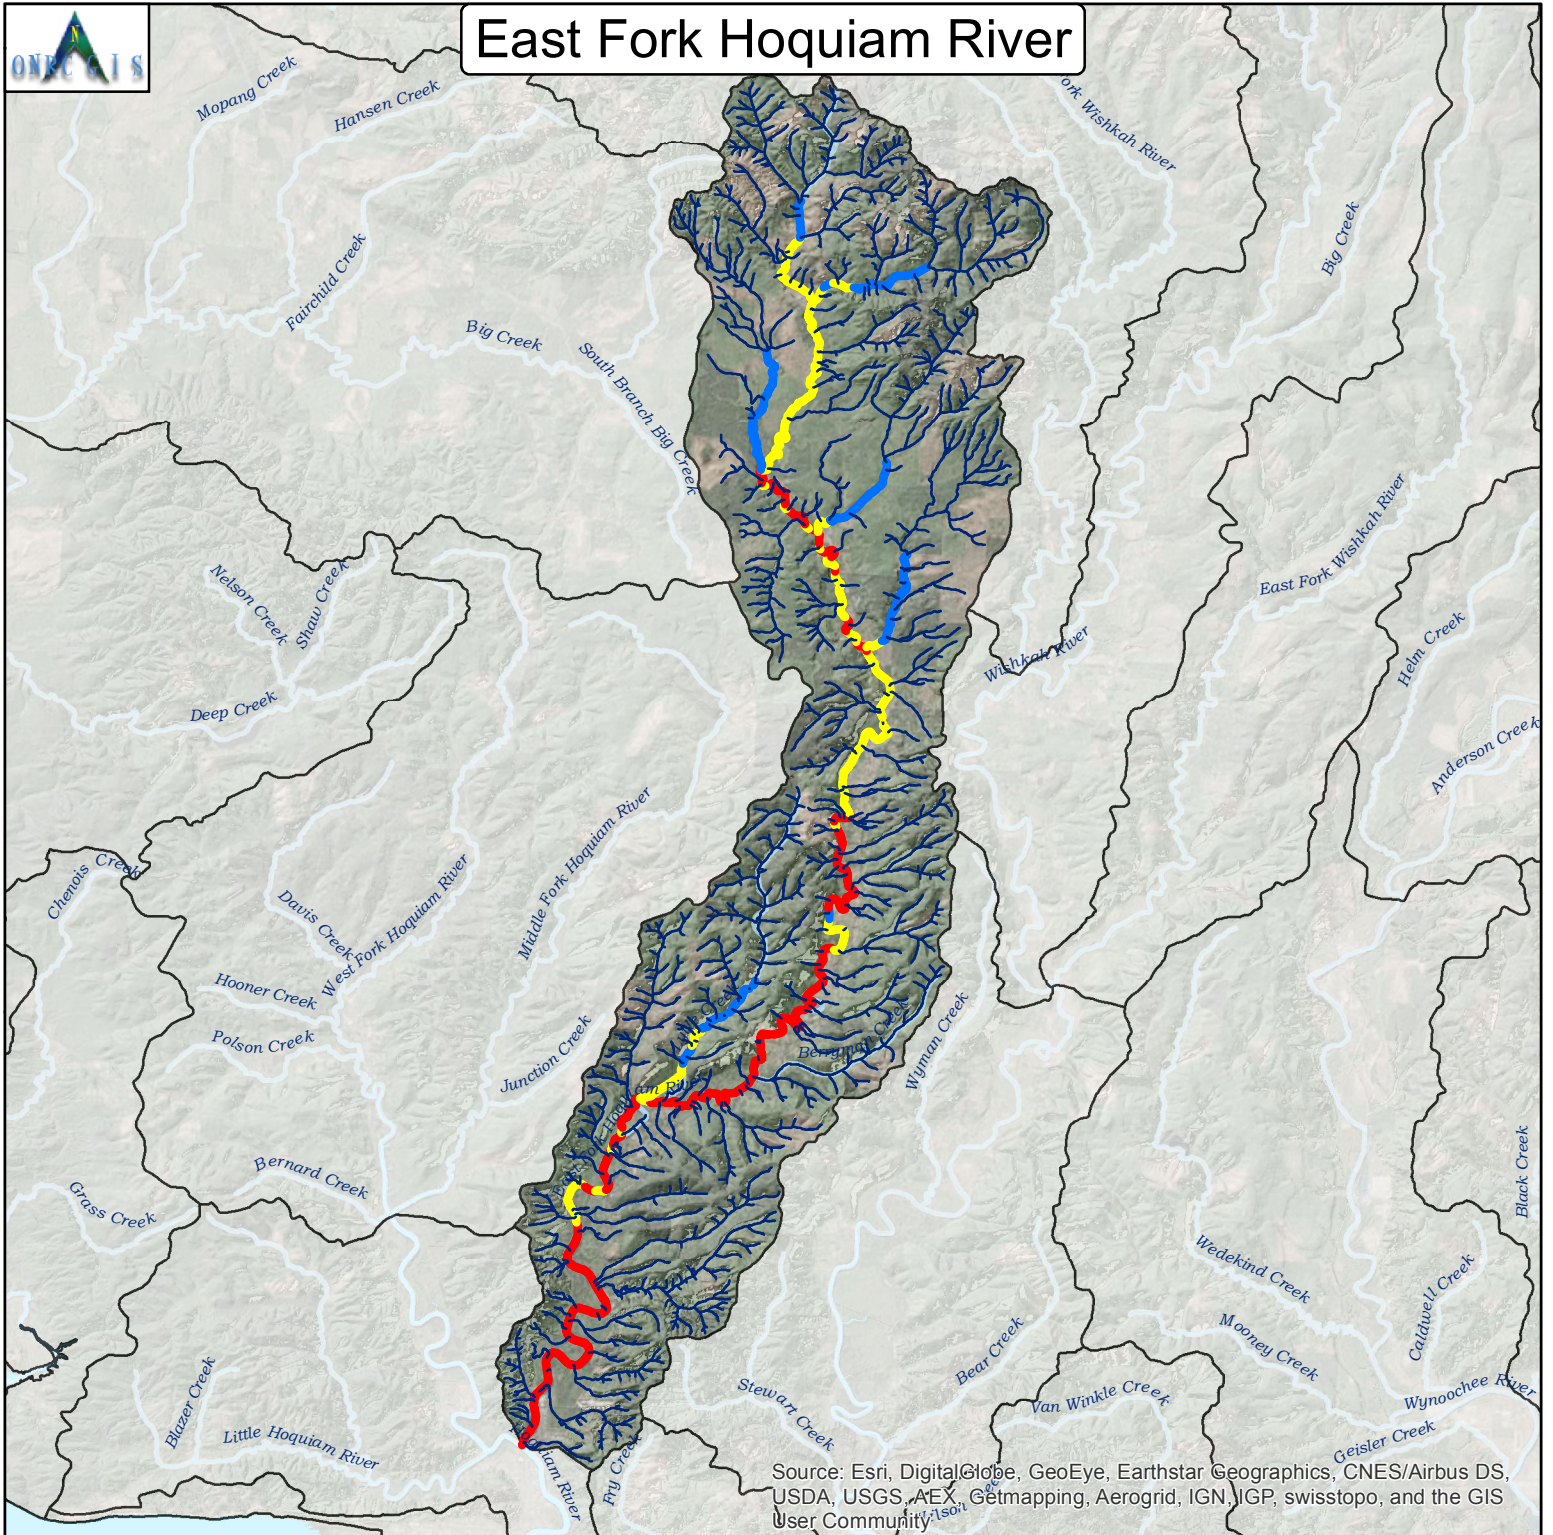 East Fork Hoquiam River
N
ONRC GIS
Mopang Creek
Hansen Creek
ork Wishkah River
Big Creek
Fairchild Creek
Big Creek
South Branch Big Creek
East Fork Wishkah River
Nelson Creek
Shaw Creek
Wishkah River
Helm Creek
Deep Creek
Anderson Creek
Middle Fork Hoquiam River
Chenois Creek
Davis Creek
West Fork Hoquiam River
Hooner Creek
Polson Creek
Junction Creek
Berryman Creek
Wyman Creek
East Fork Hoquiam River
Bernard Creek
Grass Creek
Black Creek
Wedekind Creek
Caldwell Creek
Mooney Creek
Bear Creek
Blazer Creek
Little Hoquiam River
Stewart Creek
Van Winkle Creek
Wynoochee River
Geisler Creek
Hoquiam River
Fry Creek
Source: Esri, DigitalGlobe, GeoEye, Earthstar Geographics, CNES/Airbus DS,
USDA, USGS, AEX, Getmapping, Aerogrid, IGN, IGP, swisstopo, and the GIS
User Community